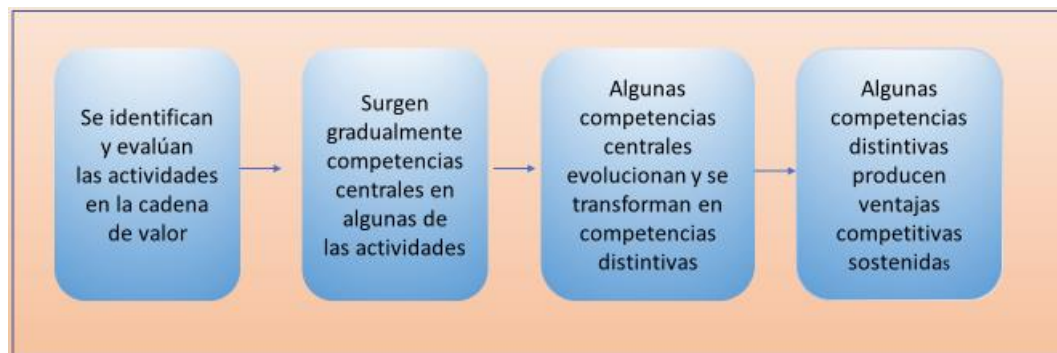 Se identifican
y evalúan
las actividades
en la cadena
de valor
Surgen
gradualmente
competencias
centrales en
algunas de
las actividades
Algunas
competencias
centrales
evolucionan y se
transforman en
competencias
distintivas
Algunas
competencias
distintivas
producen
ventajas
competitivas
sostenidas